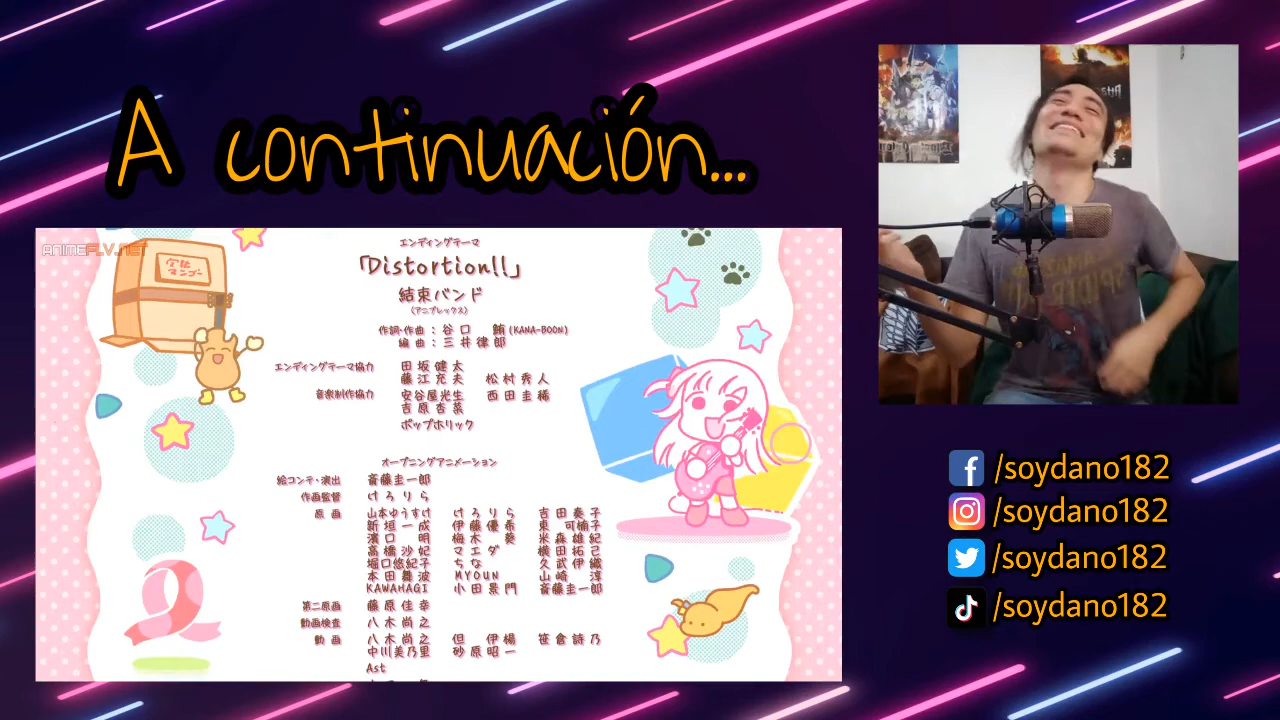 A continuación...
ANIMEFLV.NET
エンディングテーマ
「Distortion!!」
結束バンド
(アニプレックス)
作詞・作曲：谷口 鮪 (KANA-BOON)
編曲：三井律郎
エンディングテーマ協力 田坂健太
藤江充夫 松村秀人
音楽制作協力 安谷屋光生 西田圭稀
吉原杏菜
ポップホリック
オープニングアニメーション
絵コンテ・演出 斎藤圭一郎
作画監督 けろりら
原画 山本ゆうすけ けろりら 吉田奏子
新垣一成 伊藤優希 東 可楠子
濱口 明 梅木 葵 米森雄紀
高橋沙妃 マエダ 横田拓己
堀口悠紀子 ちな 久武伊織
本田舞波 MYOUN 山崎 淳
KAWAHAGI 小田景門 斎藤圭一郎
第二原画 藤原佳幸
動画検査 八木尚之
動画 八木尚之 但 伊楊 笹倉詩乃
中川美乃里 砂原昭一
Ast
/soydano182
/soydano182
/soydano182
/soydano182